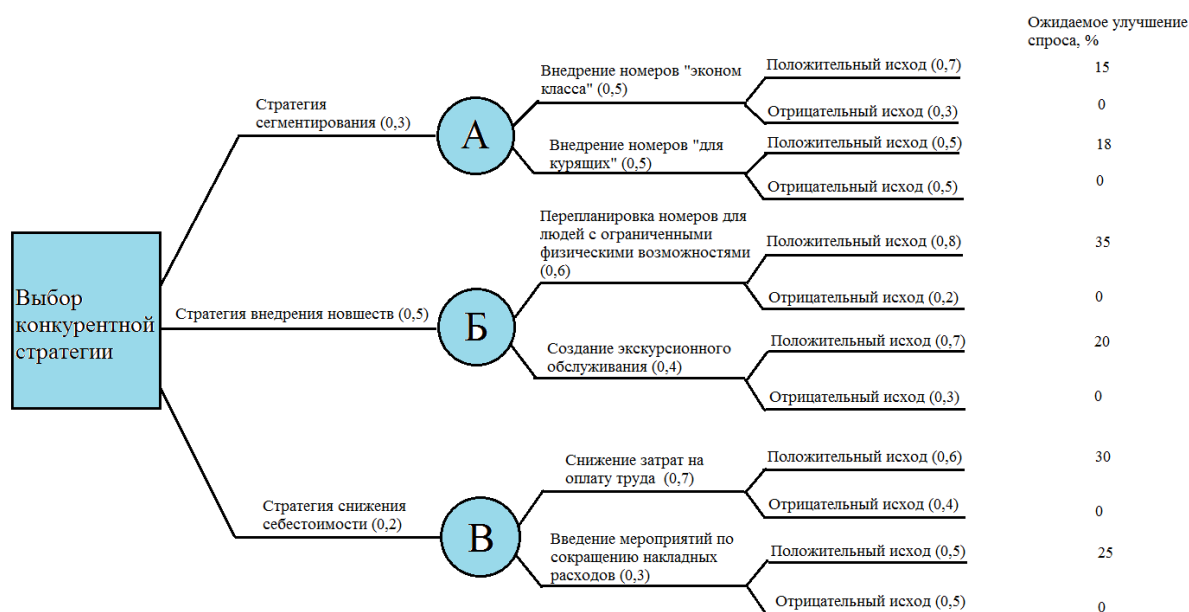 Ожидаемое улучшение
спроса, %
Выбор
конкурентной
стратегии
Стратегия
сегментирования (0,3)
А
Внедрение номеров "эконом
класса" (0,5)
Положительный исход (0,7)
15
Отрицательный исход (0,3)
0
Внедрение номеров "для
курящих" (0,5)
Положительный исход (0,5)
18
Отрицательный исход (0,5)
0
Стратегия внедрения новшеств (0,5)
Б
Перепланировка номеров для
людей с ограниченными
физическими возможностями
(0,6)
Положительный исход (0,8)
35
Отрицательный исход (0,2)
0
Создание экскурсионного
обслуживания (0,4)
Положительный исход (0,7)
20
Отрицательный исход (0,3)
0
Стратегия снижения
себестоимости (0,2)
В
Снижение затрат на
оплату труда (0,7)
Положительный исход (0,6)
30
Отрицательный исход (0,4)
0
Введение мероприятий по
сокращению накладных
расходов (0,3)
Положительный исход (0,5)
25
Отрицательный исход (0,5)
0